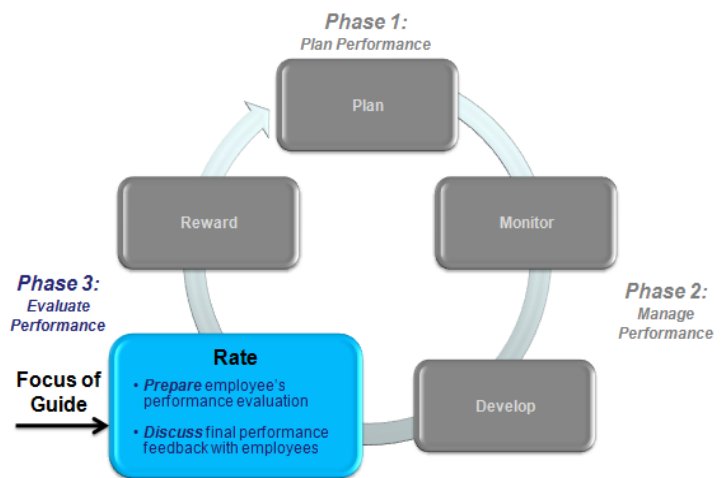 Phase 1:
Plan Performance
Plan
Reward
Monitor
Phase 3:
Evaluate
Performance
Phase 2:
Manage
Performance
Rate
• Prepare employee's
performance evaluation
• Discuss final performance
feedback with employees
Focus of
Guide
Develop